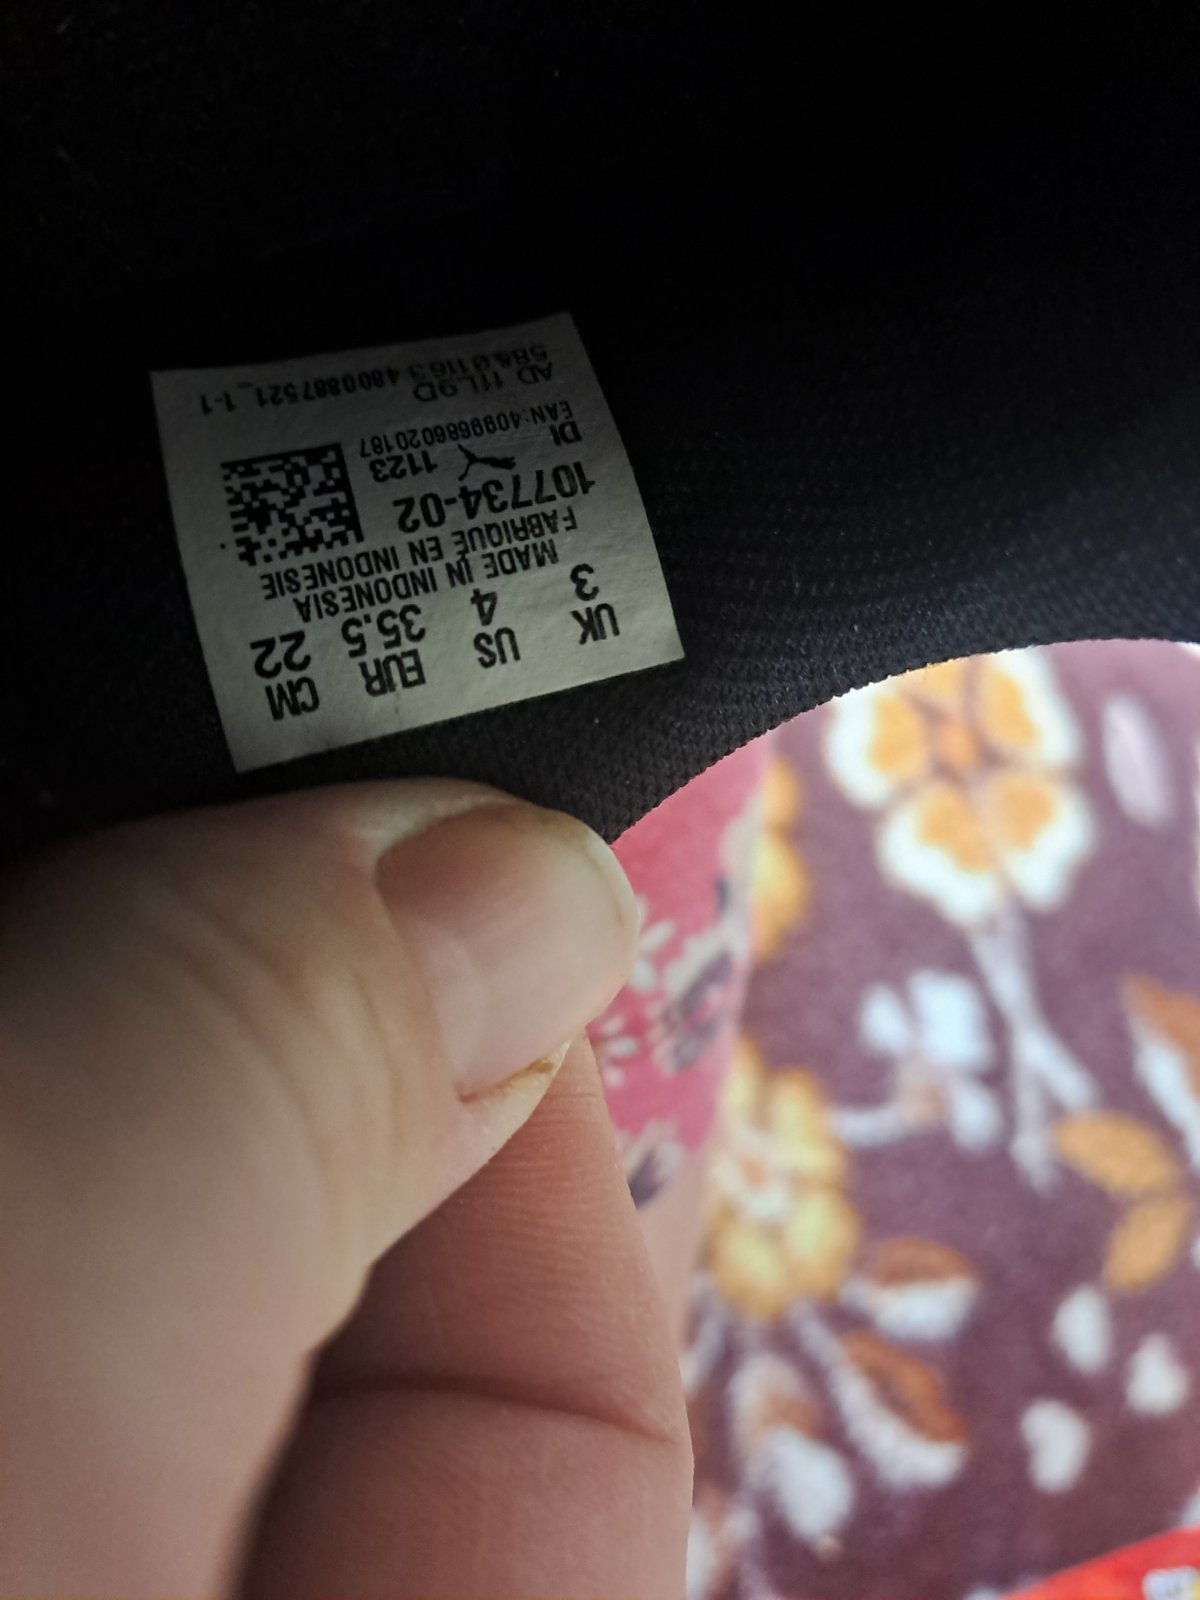 UK US EUR CM
3 4 35.5 22
MADE IN INDONESIA
FABRIQUÉ EN INDONESIE
107734-02
DI 1123
EAN:4099686020187
AD 11L9D
58&01163 4800887521_1-1